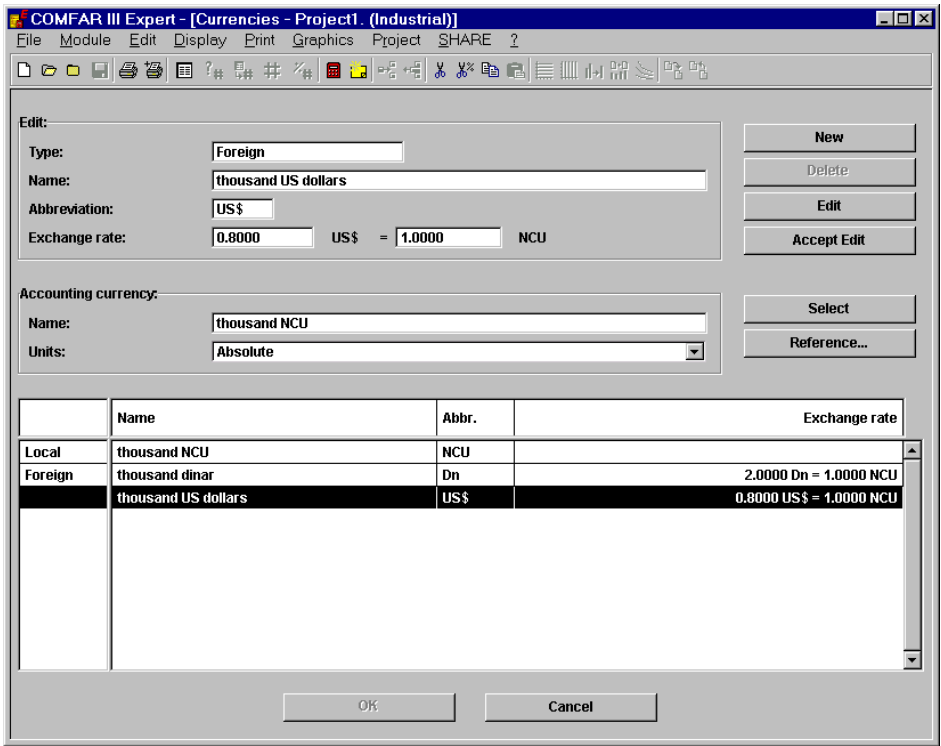 COMFAR III Expert - [Currencies - Project1. (Industrial)]
File Module Edit Display Print Graphics Project SHARE ?
Edit:
Type: Foreign
Name: thousand US dollars
Abbreviation: US$
Exchange rate: 0.8000 US$ = 1.0000 NCU
New
Delete
Edit
Accept Edit
Accounting currency:
Name: thousand NCU
Units: Absolute
Select
Reference...
Name Abbr. Exchange rate
Local thousand NCU NCU
Foreign thousand dinar Dn 2.0000 Dn = 1.0000 NCU
thousand US dollars US$ 0.8000 US$ = 1.0000 NCU
OK Cancel